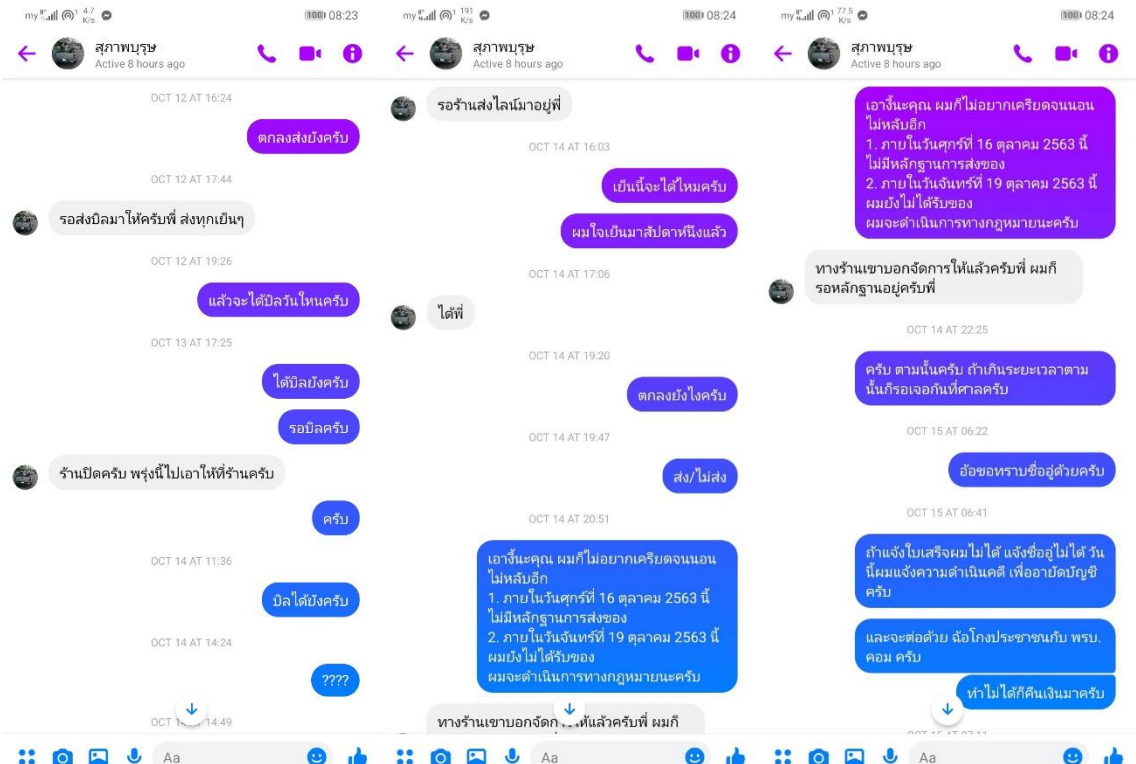 my 4.7 K/s 100 08:23
สุภาพบุรุษ
Active 8 hours ago
OCT 12 AT 16:24
ตกลงส่งยังครับ
OCT 12 AT 17:44
รอส่งบิลมาให้ครับพี่ ส่งทุกเย็นๆ
OCT 12 AT 19:26
แล้วจะได้บิลวันใหนครับ
OCT 13 AT 17:25
ได้บิลยังครับ
รอบิลครับ
ร้านปิดครับ พรุ่งนี้ไปเอาให้ที่ร้านครับ
ครับ
OCT 14 AT 11:36
บิลได้ยังครับ
OCT 14 AT 14:24
????
OCT 14:49
Aa
my 191 K/s 100 08:24
สุภาพบุรุษ
Active 8 hours ago
รอร้านส่งไลน์มาอยู่พี่
OCT 14 AT 16:03
เย็นนี้จะได้ไหมครับ
ผมใจเย็นมาสัปดาห์นึงแล้ว
OCT 14 AT 17:06
ได้พี่
OCT 14 AT 19:20
ตกลงยังไงครับ
OCT 14 AT 19:47
ส่ง/ไม่ส่ง
OCT 14 AT 20:51
เอางี้นะคุณ ผมก็ไม่อยากเครียดจนนอน
ไม่หลับอีก
1. ภายในวันศุกร์ที่ 16 ตุลาคม 2563 นี้
ไม่มีหลักฐานการส่งของ
2. ภายในวันจันทร์ที่ 19 ตุลาคม 2563 นี้
ผมยังไม่ได้รับของ
ผมจะดำเนินการทางกฎหมายนะครับ
ทางร้านเขาบอกจัดการให้แล้วครับพี่ ผมก็
Aa
my 77.5 K/s 100 08:24
สุภาพบุรุษ
Active 8 hours ago
เอางี้นะคุณ ผมก็ไม่อยากเครียดจนนอน
ไม่หลับอีก
1. ภายในวันศุกร์ที่ 16 ตุลาคม 2563 นี้
ไม่มีหลักฐานการส่งของ
2. ภายในวันจันทร์ที่ 19 ตุลาคม 2563 นี้
ผมยังไม่ได้รับของ
ผมจะดำเนินการทางกฎหมายนะครับ
ทางร้านเขาบอกจัดการให้แล้วครับพี่ ผมก็
รอหลักฐานอยู่ครับพี่
OCT 14 AT 22:25
ครับ ตามนั้นครับ ถ้าเกินระยะเวลาตาม
นั้นก็รอเจอกันที่ศาลครับ
OCT 15 AT 06:22
อ้อขอทราบชื่ออู่ด้วยครับ
OCT 15 AT 06:41
ถ้าแจ้งใบเสร็จผมไม่ได้ แจ้งชื่ออู่ไม่ได้ วัน
นี้ผมแจ้งความดำเนินคดี เพื่ออายัดบัญชี
ครับ
และจะต่อด้วย ฉ้อโกงประชาชนกับ พรบ.
คอม ครับ
ทำไม่ได้ก็คืนเงินมาครับ
Aa